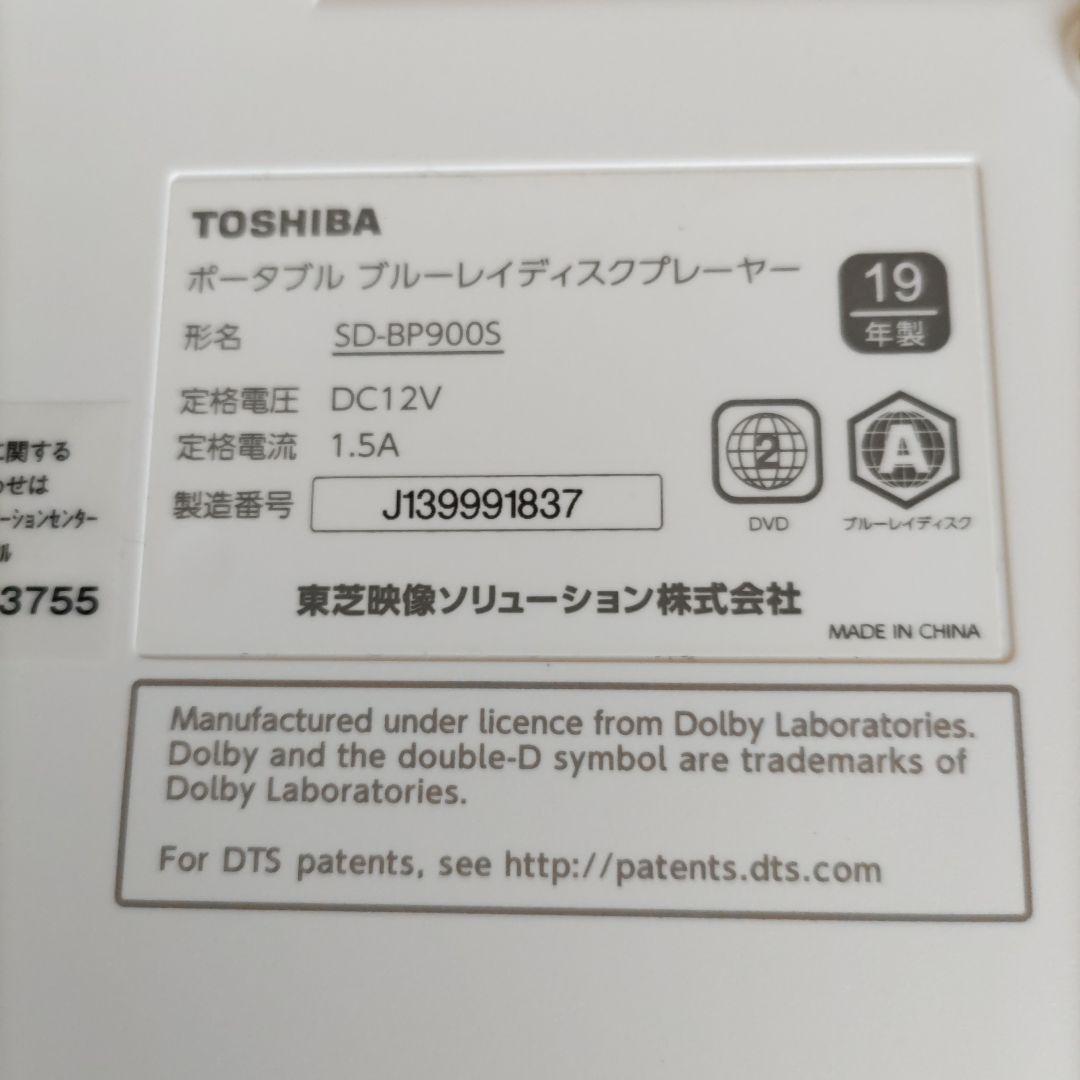 TOSHIBA
ポータブル ブルーレイディスクプレーヤー
19
年製
形名 SD-BP900S
定格電圧 DC12V
定格電流 1.5A
製造番号 J139991837
2
DVD
A
ブルーレイディスク
東芝映像ソリューション株式会社
MADE IN CHINA
に関する
わせは
ーションセンター
ル
3755
Manufactured under licence from Dolby Laboratories.
Dolby and the double-D symbol are trademarks of
Dolby Laboratories.
For DTS patents, see http://patents.dts.com